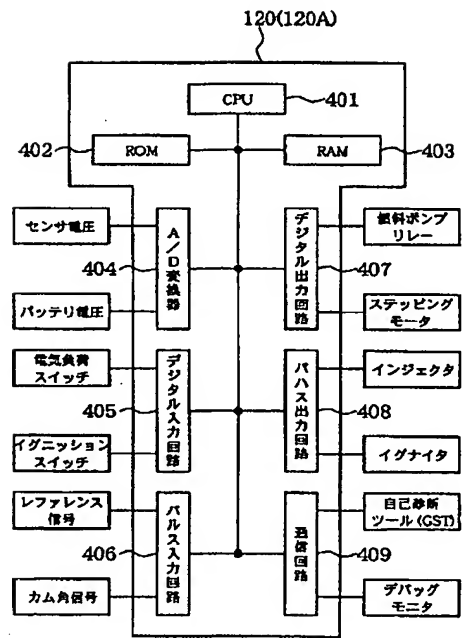 120(120A)
CPU
401
402
ROM
RAM
403
センサ電圧
バッテリ電圧
A/D変換器
404
デジタル出力回路
407
燃料ポンプ
リレー
ステッピング
モータ
電気負荷
スイッチ
イグニッション
スイッチ
405
デジタル入力回路
パハス出力回路
408
インジェクタ
イグナイタ
レファレンス
信号
カム角信号
406
パルス入力回路
通信回路
409
自己診断
ツール(GST)
デバッグ
モニタ